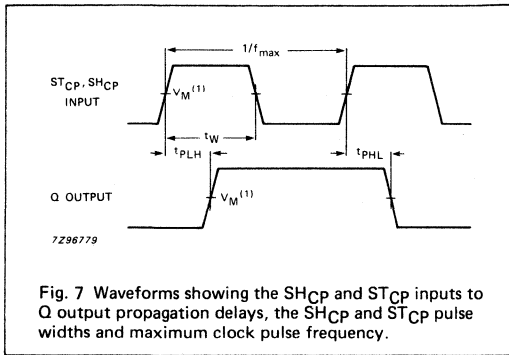 1/fmax
STCP, SHCP
INPUT
VM(1)
tW
tPLH
tPHL
Q OUTPUT
VM(1)
7Z96779
Fig. 7 Waveforms showing the SHCP and STCP inputs to
Q output propagation delays, the SHCP and STCP pulse
widths and maximum clock pulse frequency.